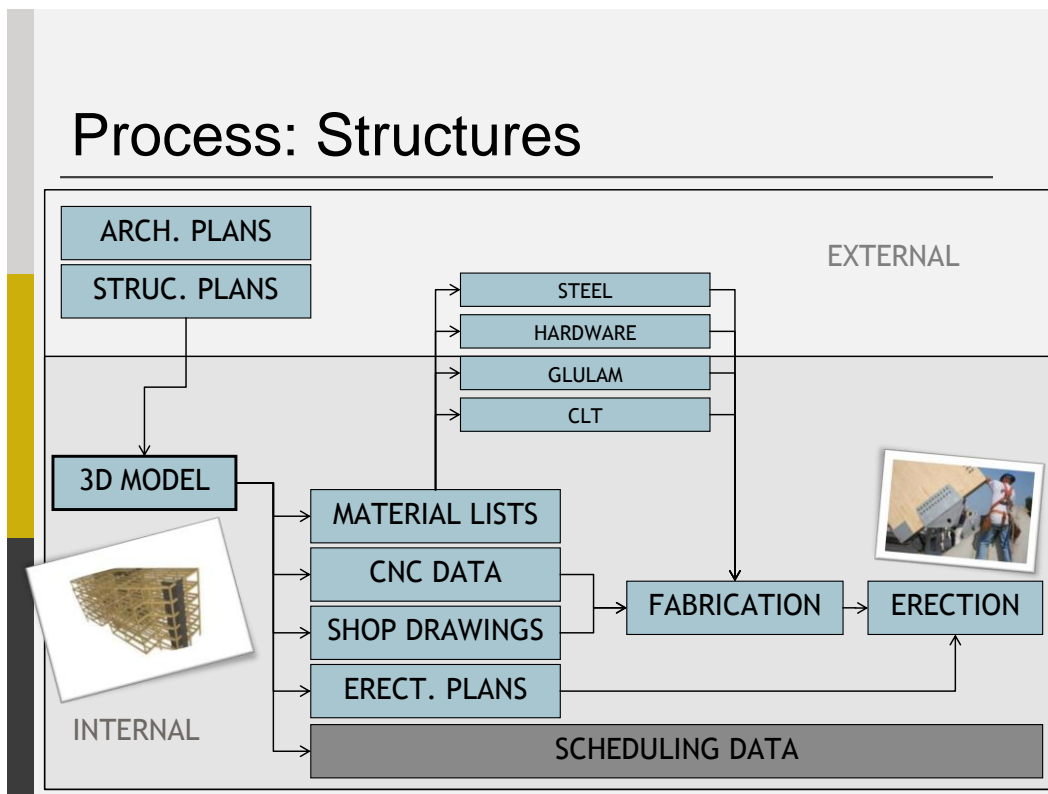 Process: Structures
ARCH. PLANS
EXTERNAL
STRUC. PLANS
STEEL
HARDWARE
GLULAM
CLT
3D MODEL
MATERIAL LISTS
CNC DATA
FABRICATION
ERECTION
SHOP DRAWINGS
ERECT. PLANS
INTERNAL
SCHEDULING DATA